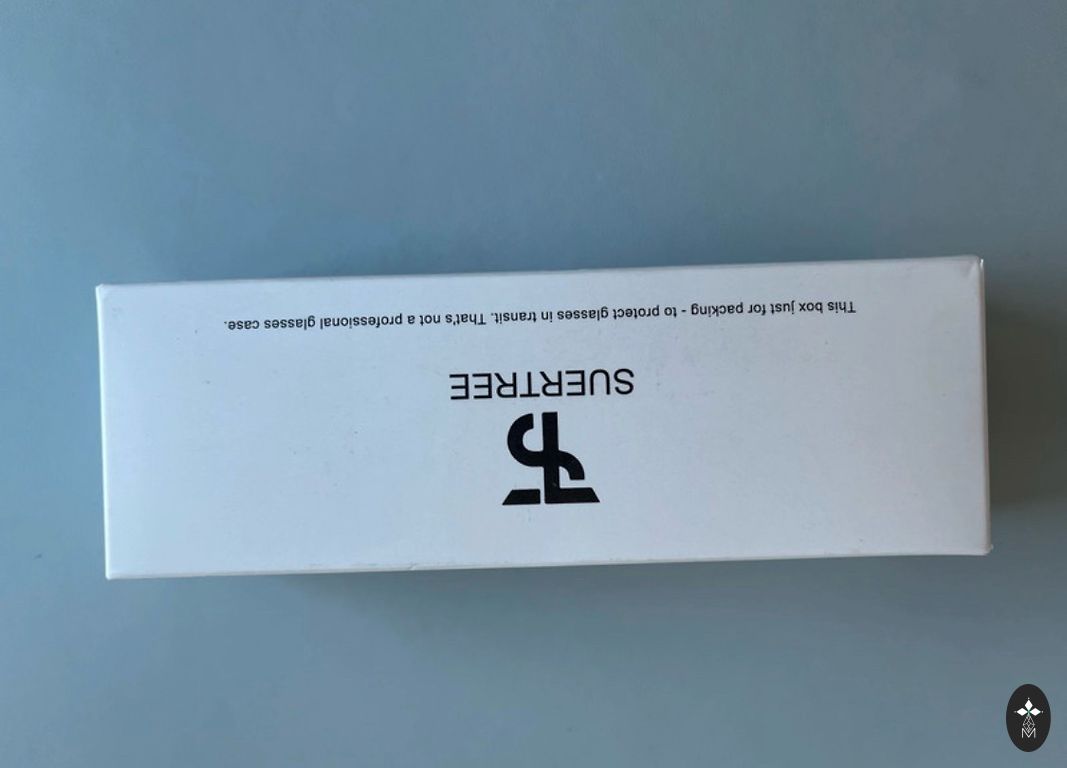 SUERTREE
This box just for packing - to protect glasses in transit. That's not a professional glasses case.
M